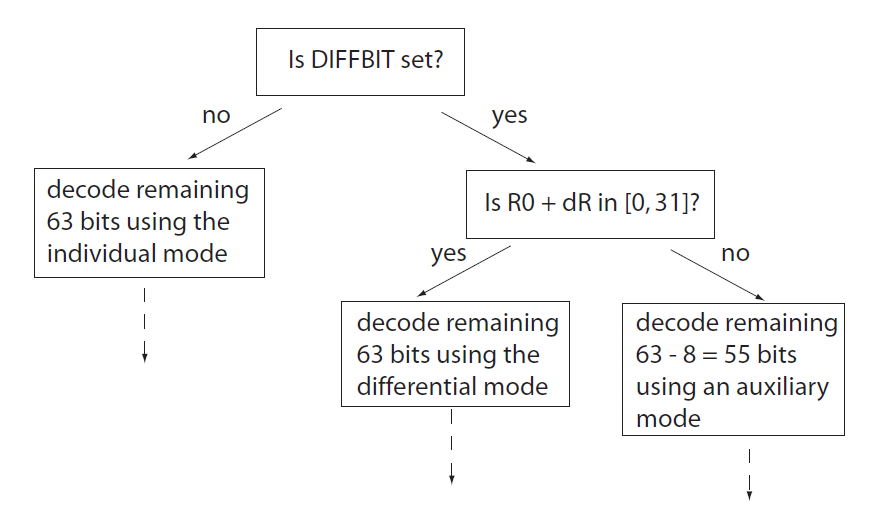 Is DIFFBIT set?
no
yes
decode remaining
63 bits using the
individual mode
Is R0 + dR in [0, 31]?
yes
no
decode remaining
63 bits using the
differential mode
decode remaining
63 - 8 = 55 bits
using an auxiliary
mode